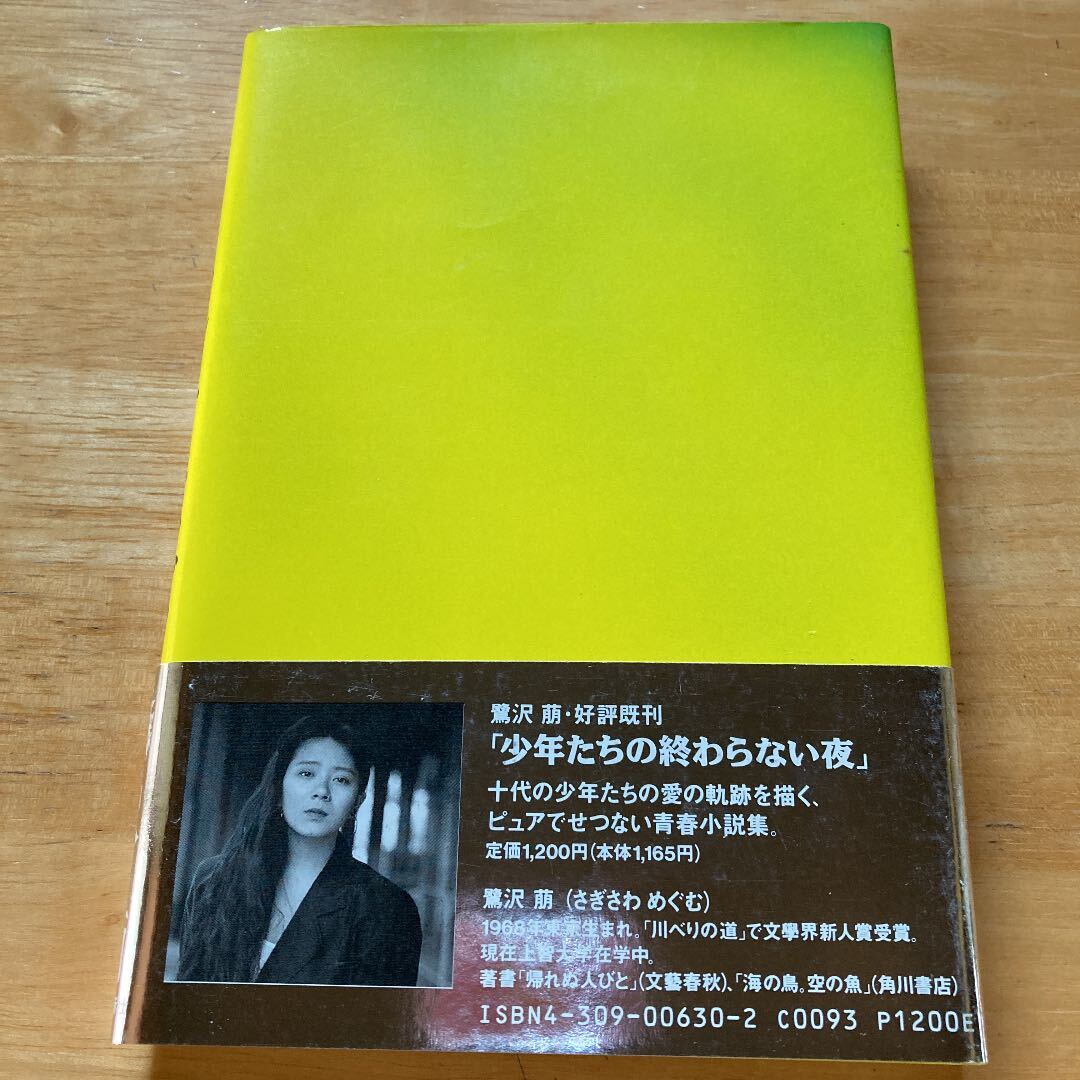 鷺沢 萠・好評既刊
「少年たちの終わらない夜」
十代の少年たちの愛の軌跡を描く、
ピュアでせつない青春小説集。
定価1,200円(本体1,165円)
鷺沢 萠 (さぎさわ めぐむ)
1968年東京生まれ。「川べりの道」で文學界新人賞受賞。
現在上智大学在学中。
著書「帰れぬ人びと」(文藝春秋)、「海の鳥。空の魚」(角川書店)
ISBN4-309-00630-2 C0093 P1200E